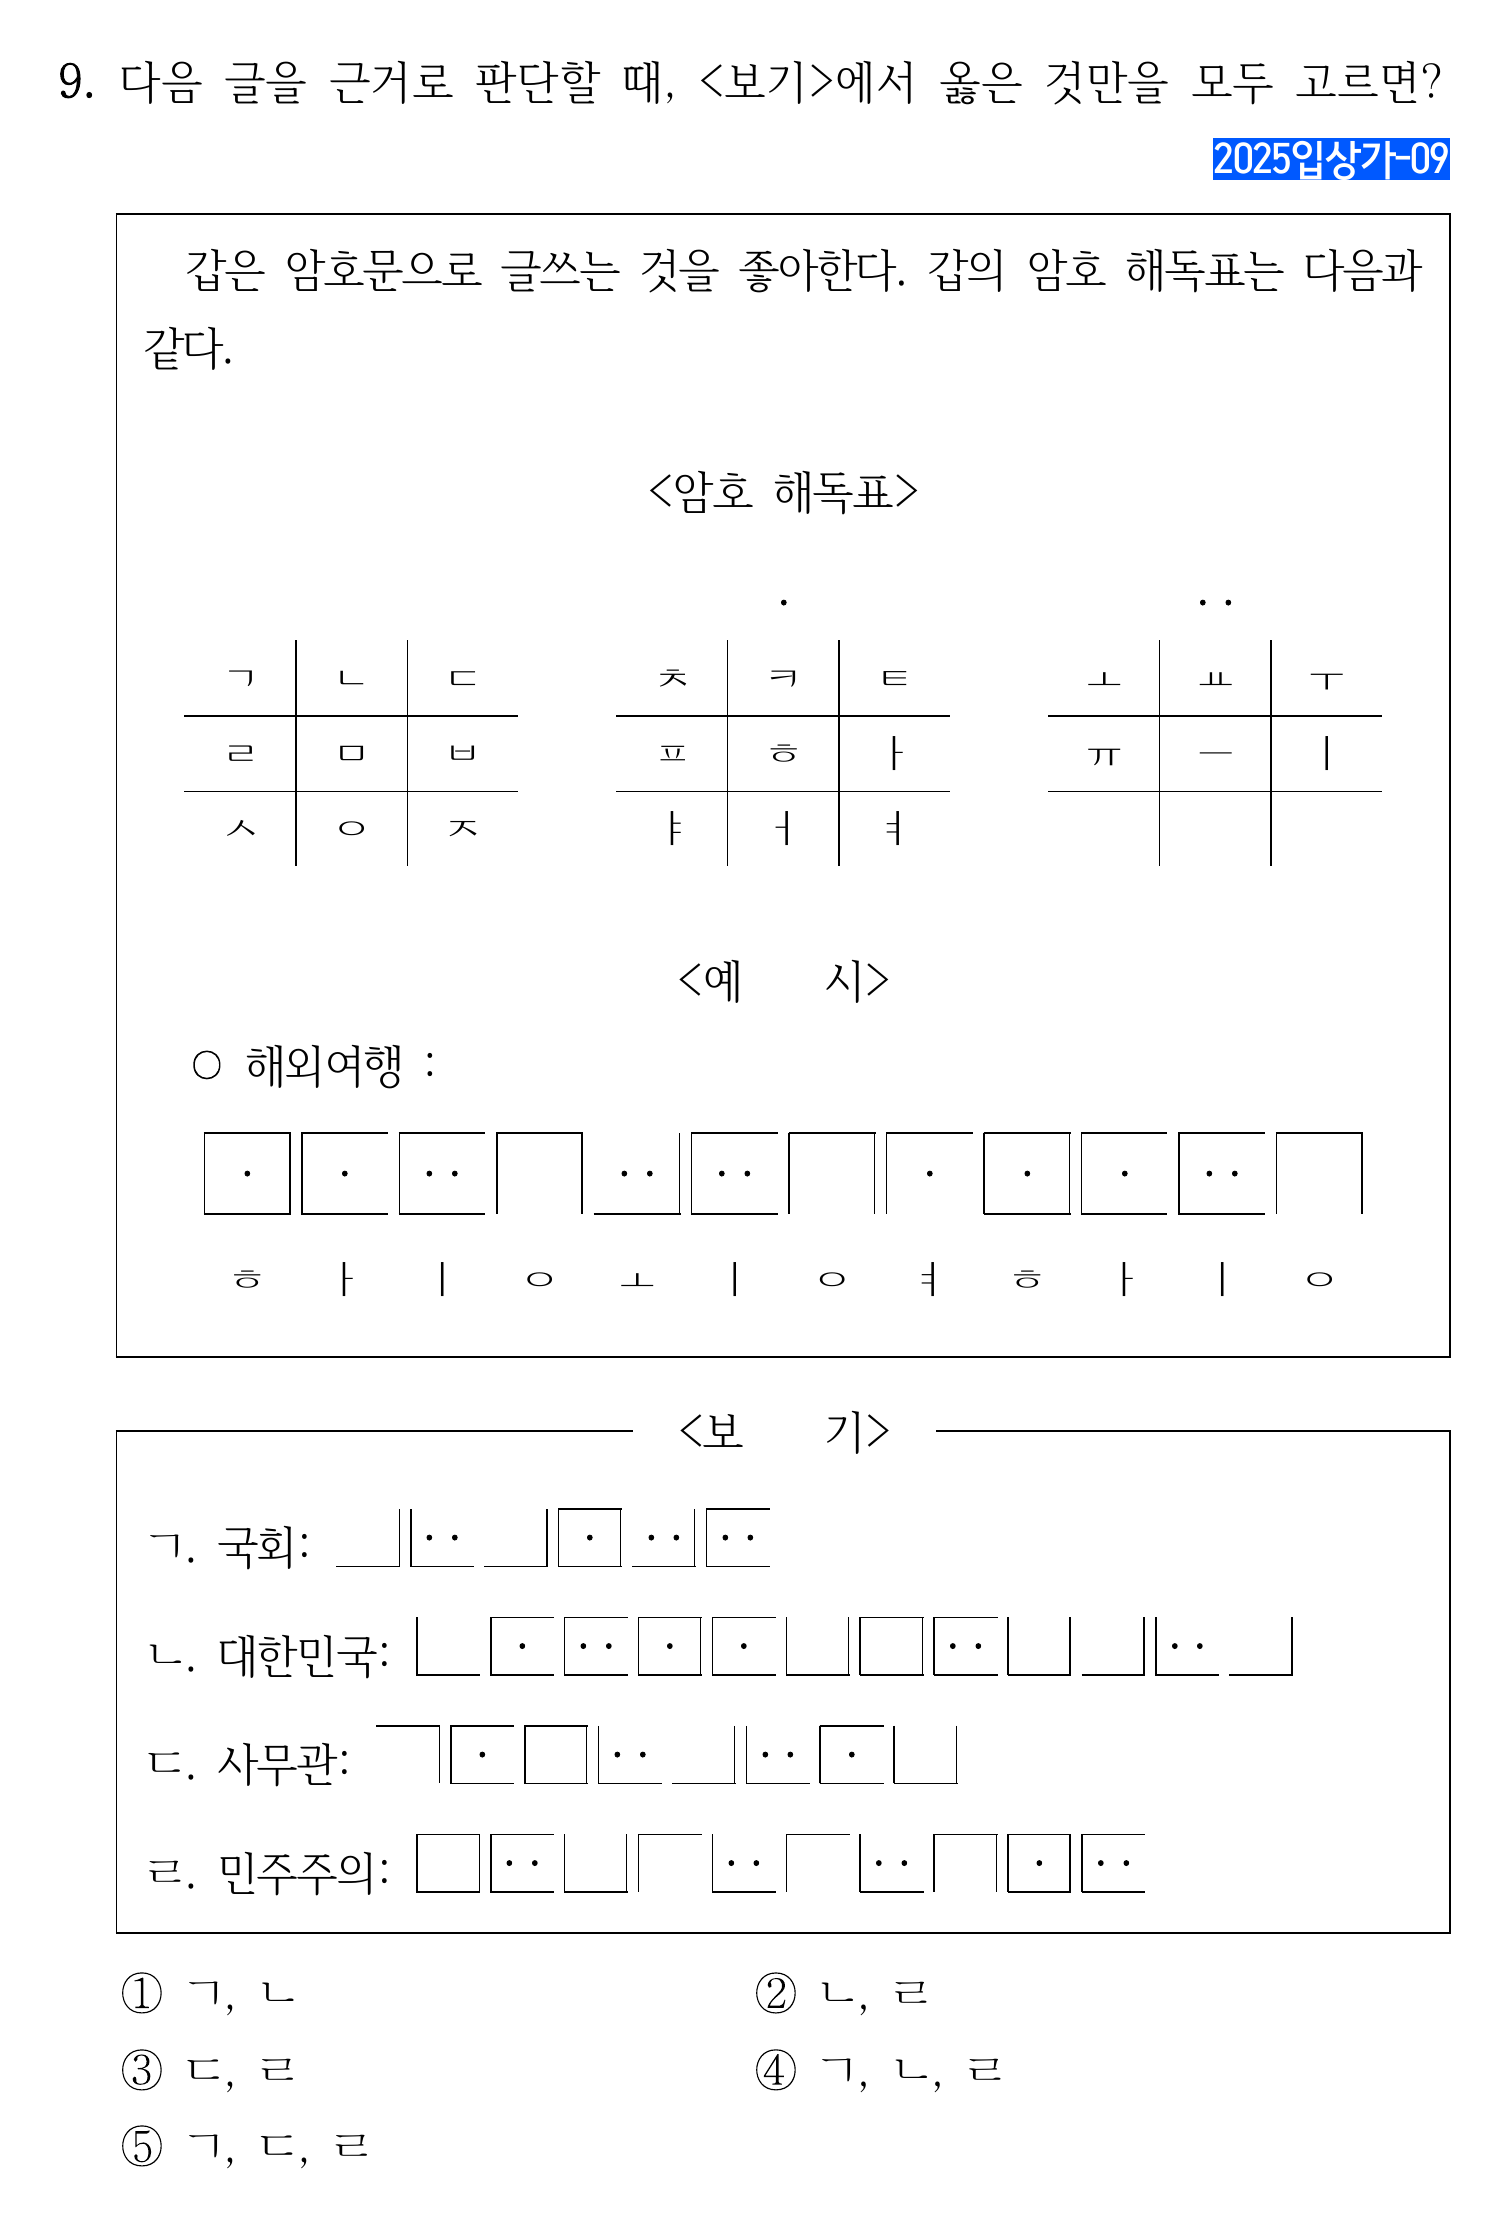 9. 다음 글을 근거로 판단할 때, <보기>에서 옳은 것만을 모두 고르면?
2025입상가-09
갑은 암호문으로 글쓰는 것을 좋아한다. 갑의 암호 해독표는 다음과
같다.
<암호 해독표>
· ··
ㄱ ㄴ ㄷ ㅊ ㅋ ㅌ ㅗ ㅛ ㅜ
ㄹ ㅁ ㅂ ㅍ ㅎ ㅏ ㅠ ㅡ ㅣ
ㅅ ㅇ ㅈ ㅑ ㅓ ㅕ
<예 시>
○ 해외여행 :
ㅎ ㅏ ㅣ ㅇ ㅗ ㅣ ㅇ ㅕ ㅎ ㅏ ㅣ ㅇ
<보 기>
ㄱ. 국회:
ㄴ. 대한민국:
ㄷ. 사무관:
ㄹ. 민주주의:
① ㄱ, ㄴ ② ㄴ, ㄹ
③ ㄷ, ㄹ ④ ㄱ, ㄴ, ㄹ
⑤ ㄱ, ㄷ, ㄹ